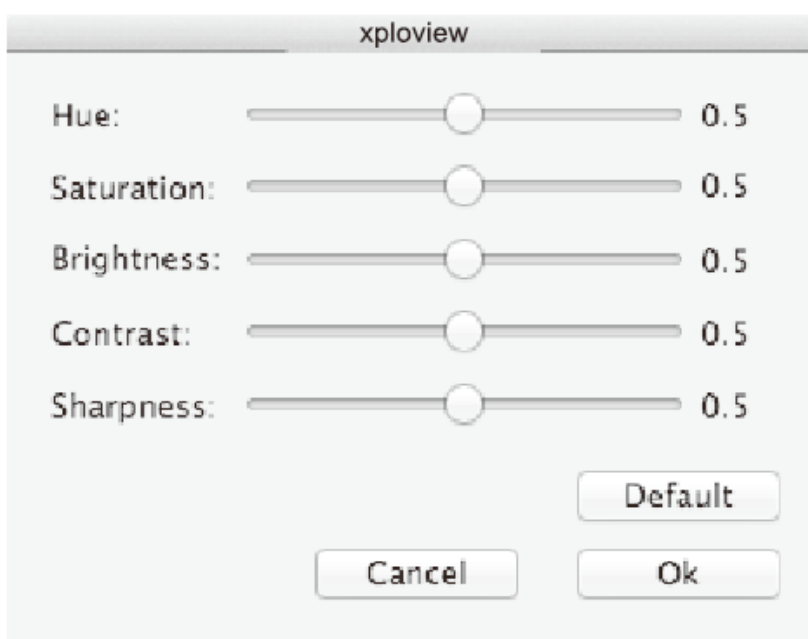 xploview
Hue: 0.5
Saturation: 0.5
Brightness: 0.5
Contrast: 0.5
Sharpness: 0.5
Default
Cancel Ok